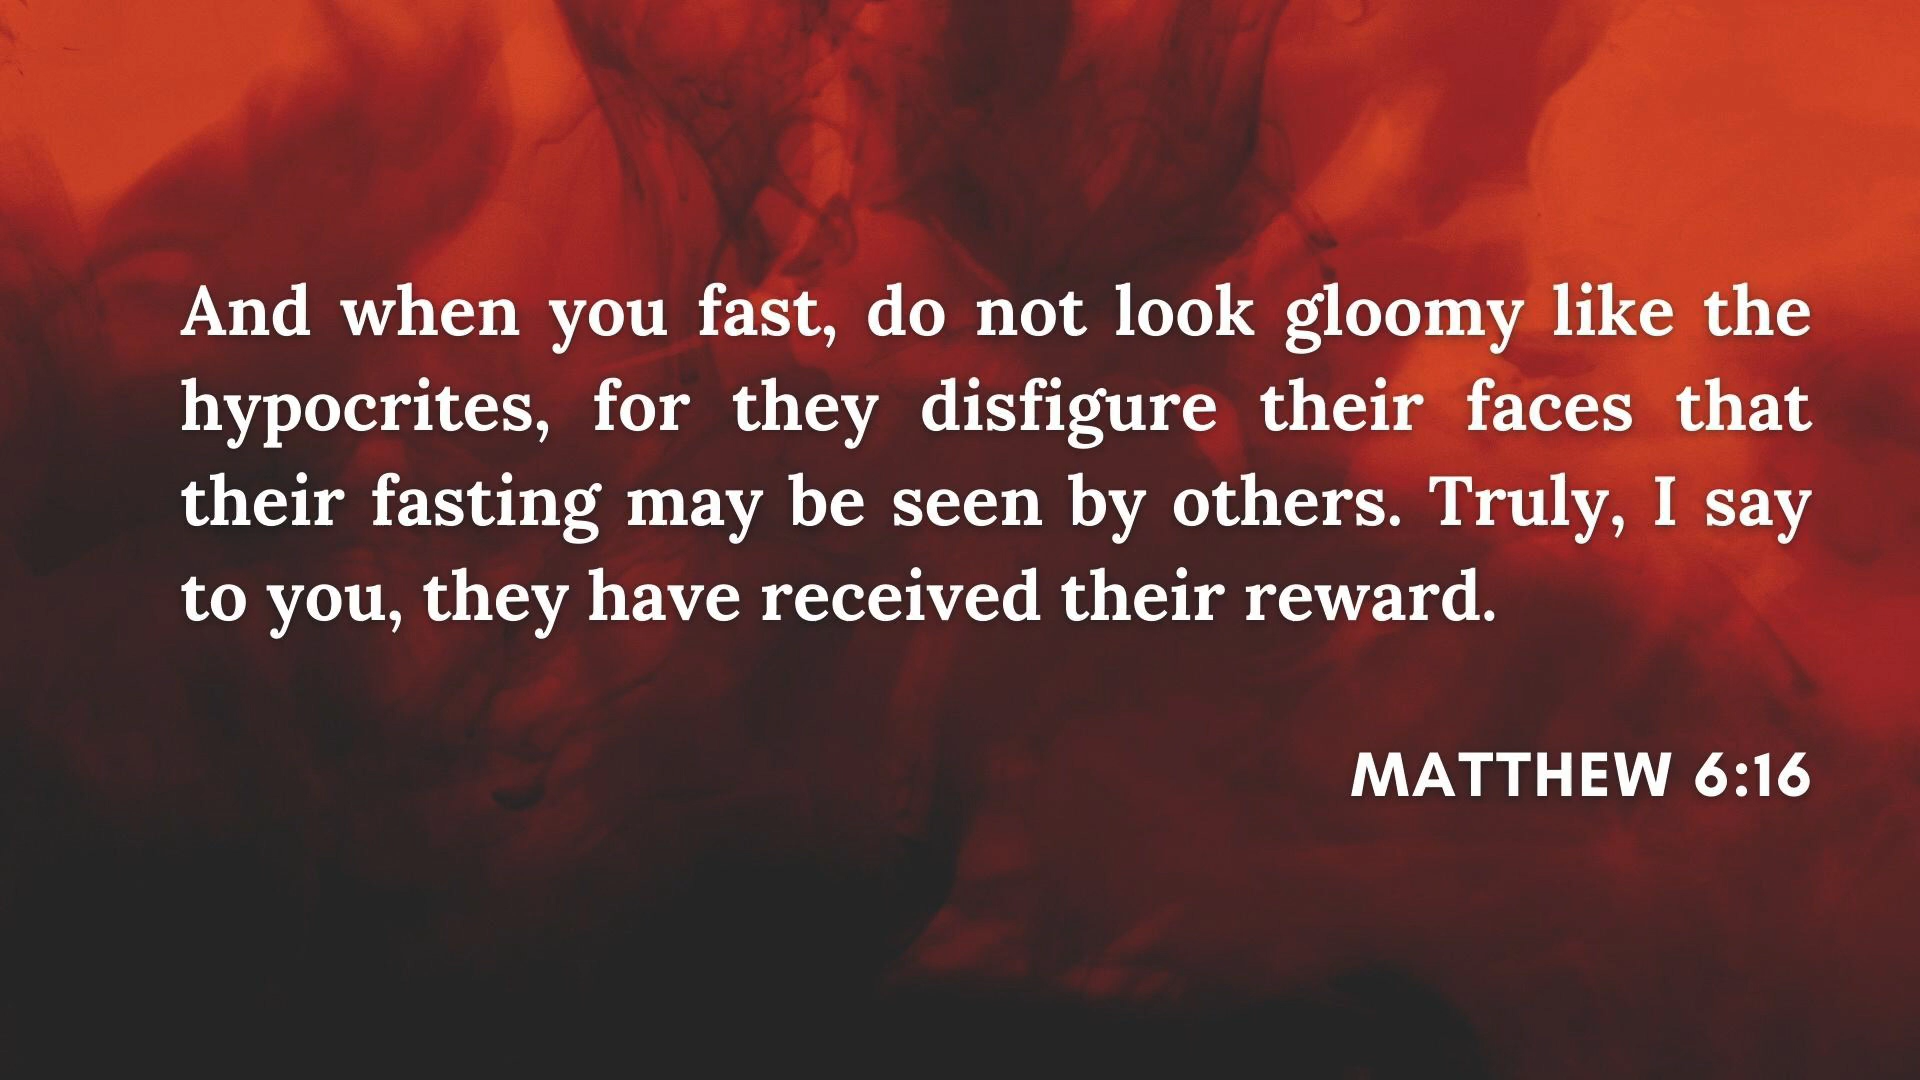 And when you fast, do not look gloomy like the
hypocrites, for they disfigure their faces that
their fasting may be seen by others. Truly, I say
to you, they have received their reward.
MATTHEW 6:16